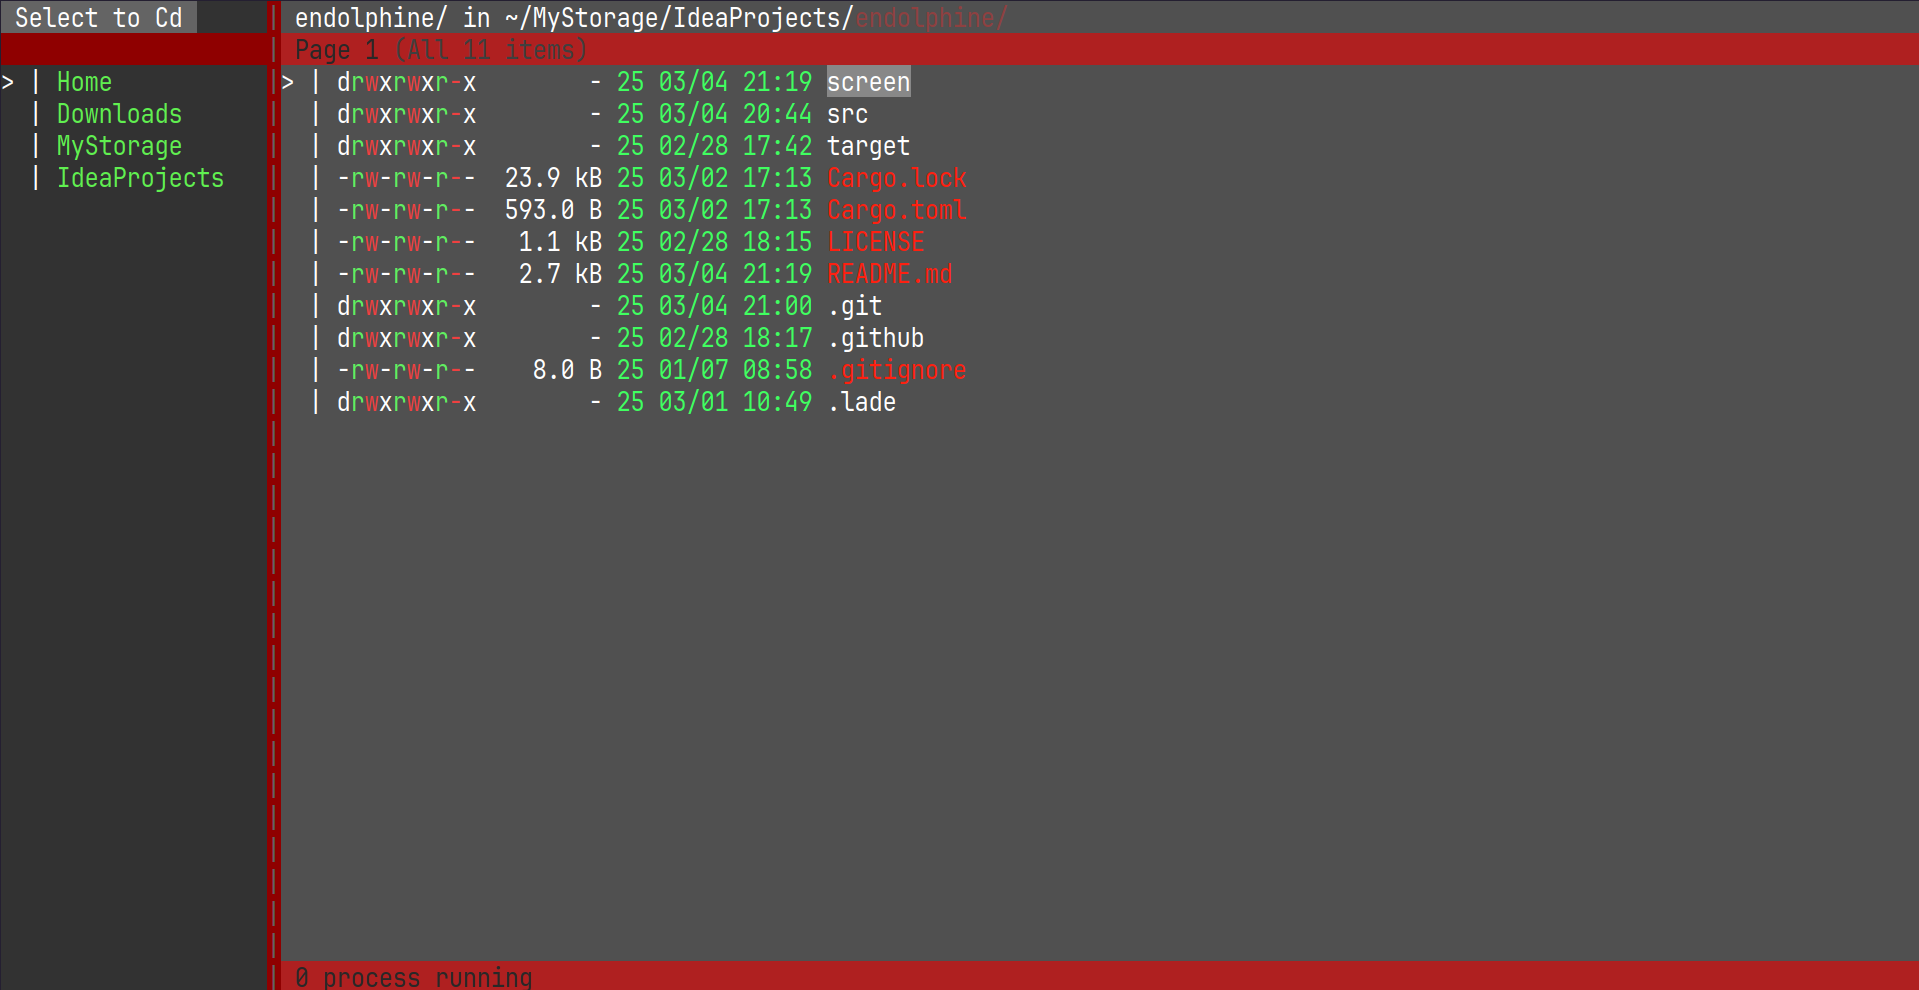 Select to Cd
> | Home
| Downloads
| MyStorage
| IdeaProjects
endolphine/ in ~/MyStorage/IdeaProjects/endolphine/
Page 1 (All 11 items)
> | drwxrwxr-x - 25 03/04 21:19 screen
| drwxrwxr-x - 25 03/04 20:44 src
| drwxrwxr-x - 25 02/28 17:42 target
| -rw-rw-r-- 23.9 kB 25 03/02 17:13 Cargo.lock
| -rw-rw-r-- 593.0 B 25 03/02 17:13 Cargo.toml
| -rw-rw-r-- 1.1 kB 25 02/28 18:15 LICENSE
| -rw-rw-r-- 2.7 kB 25 03/04 21:19 README.md
| drwxrwxr-x - 25 03/04 21:00 .git
| drwxrwxr-x - 25 02/28 18:17 .github
| -rw-rw-r-- 8.0 B 25 01/07 08:58 .gitignore
| drwxrwxr-x - 25 03/01 10:49 .lade
0 process running